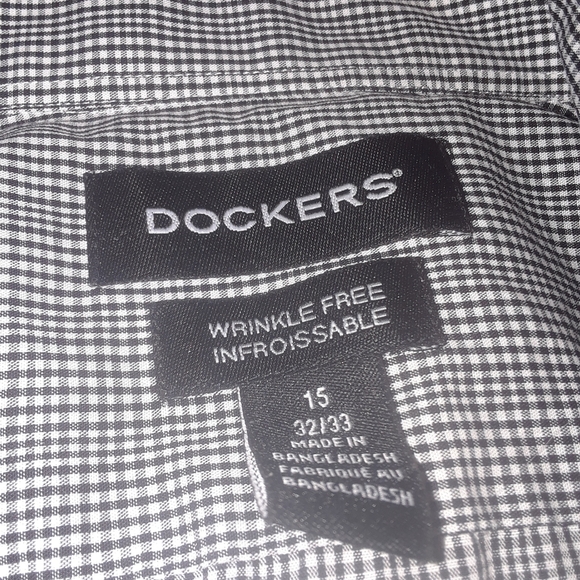 DOCKERS®
WRINKLE FREE
INFROISSABLE
15
32/33
MADE IN
BANGLADESH
FABRIQUÉ AU
BANGLADESH